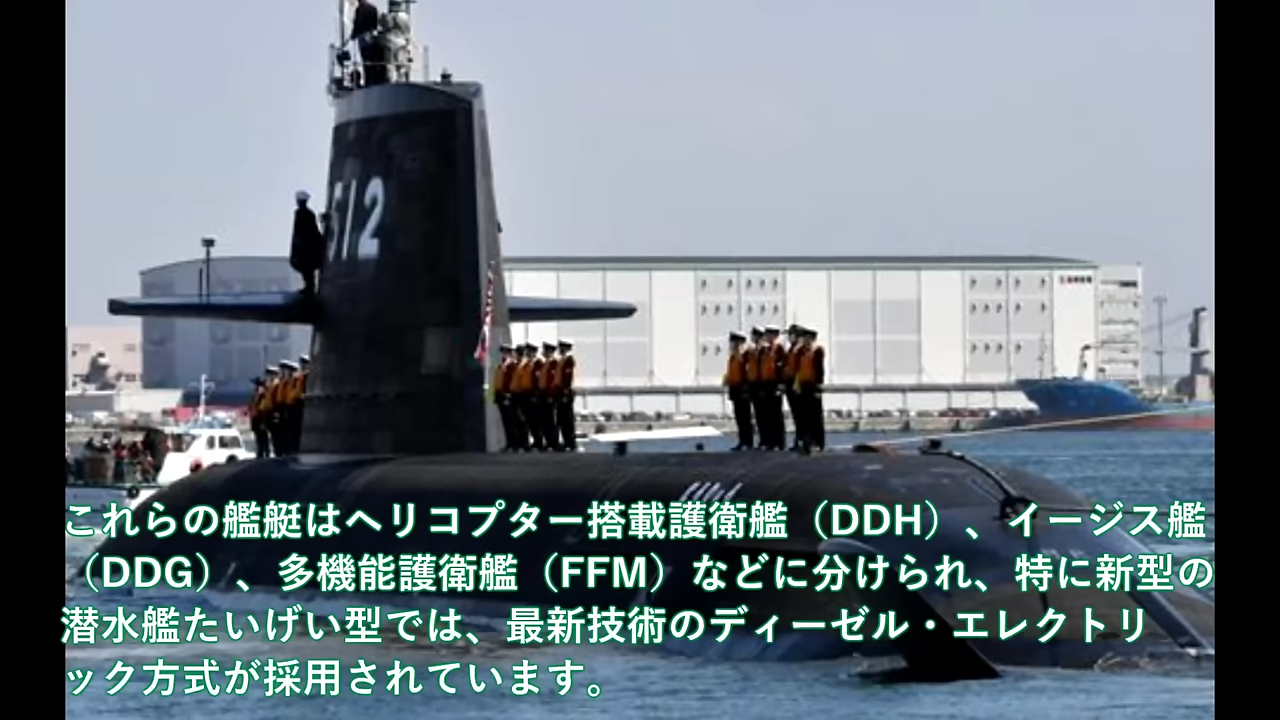 512
これらの艦艇はヘリコプター搭載護衛艦（DDH）、イージス艦
（DDG）、多機能護衛艦（FFM）などに分けられ、特に新型の
潜水艦たいげい型では、最新技術のディーゼル・エレクトリ
ック方式が採用されています。